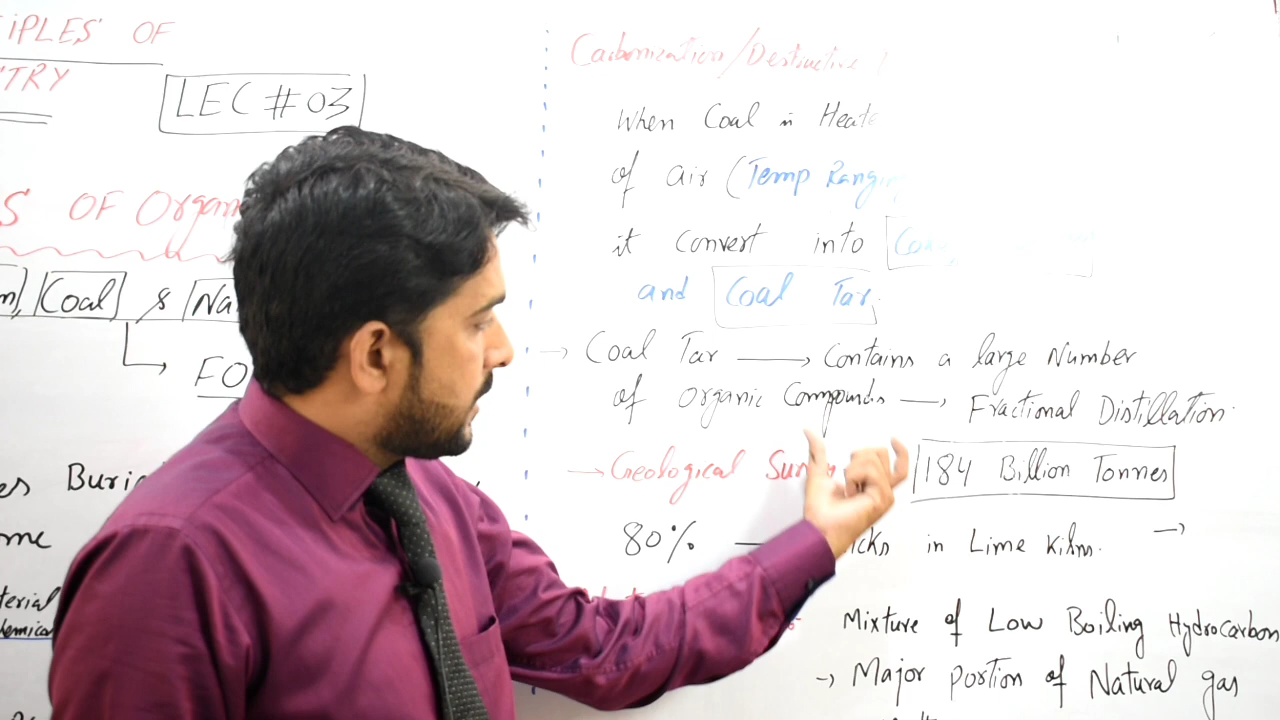 IPLES OF
TRY
LEC # 03
S OF Organ
Coal & Na
FO
es Buri
me
terial
emical
Carbonization/Destructive
When Coal is Heate
of air (Temp Ranging
it convert into
and Coal Tar.
→ Coal Tar → Contains a large Number
of Organic Compounds → Fractional Distillation.
→ Geological Sur 184 Billion Tonnes
80% — icks in Lime Kilns. →
Mixture of Low Boiling Hydrocarbon
→ Major portion of Natural gas